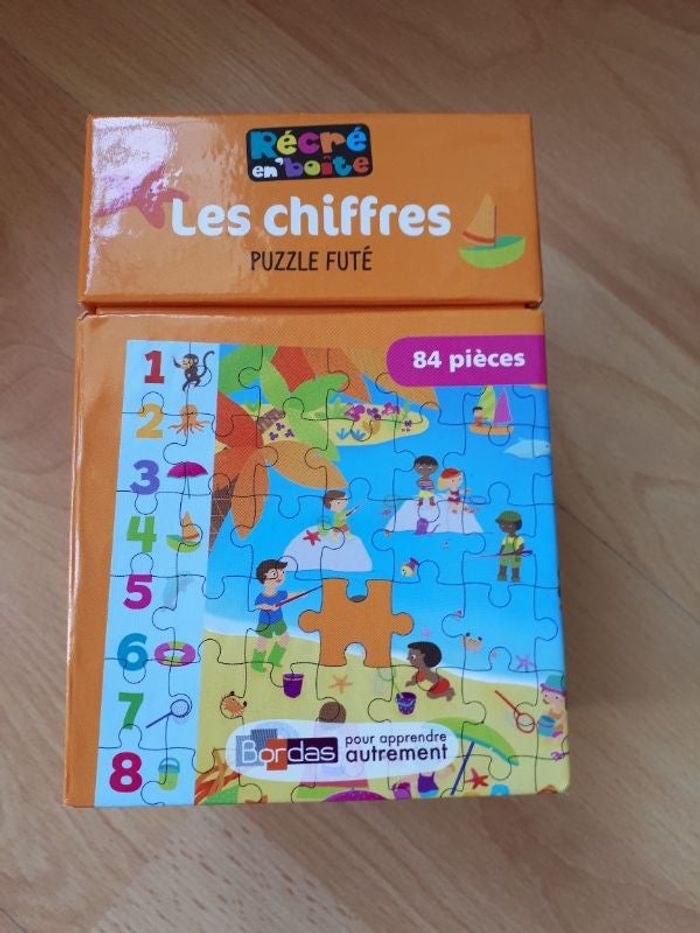 Récré
en'boîte
Les chiffres
PUZZLE FUTÉ
84 pièces
1
2
3
4
5
6
7
8
Bordas
pour apprendre
autrement